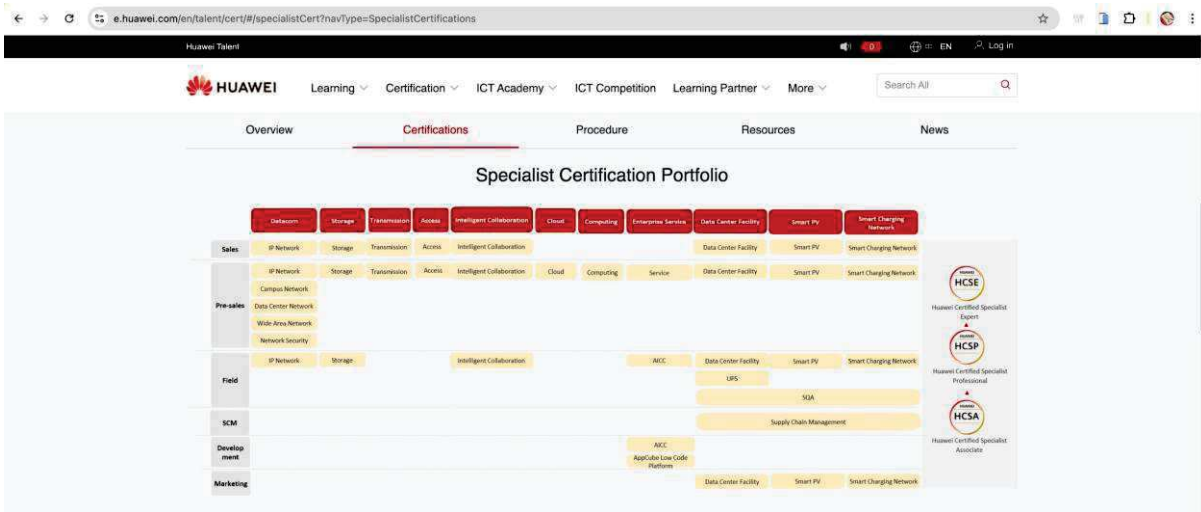 e.huawei.com/en/talent/cert/#/specialistCert?navType=SpecialistCertifications
Huawei Talent
0
EN
Log in
HUAWEI
Learning
Certification
ICT Academy
ICT Competition
Learning Partner
More
Search All
Overview
Certifications
Procedure
Resources
News
Specialist Certification Portfolio
Datacom Storage Transmission Access Intelligent Collaboration Cloud Computing Enterprise Service Data Center Facility Smart PV Smart Charging
Network
Sales IP Network Storage Transmission Access Intelligent Collaboration Data Center Facility Smart PV Smart Charging Network
IP Network Storage Transmission Access Intelligent Collaboration Cloud Computing Service Data Center Facility Smart PV Smart Charging Network
Campus Network
Pre-sales Data Center Network
Wide Area Network
Network Security
IP Network Storage Intelligent Collaboration AICC Data Center Facility Smart PV Smart Charging Network
Field UPS
SQA
SCM Supply Chain Management
Develop
ment
AICC
AppCube Low Code
Platform
Marketing Data Center Facility Smart PV Smart Charging Network
HUAWEI
HCSE
Huawei Certified Specialist
Expert
HUAWEI
HCSP
Huawei Certified Specialist
Professional
HUAWEI
HCSA
Huawei Certified Specialist
Associate